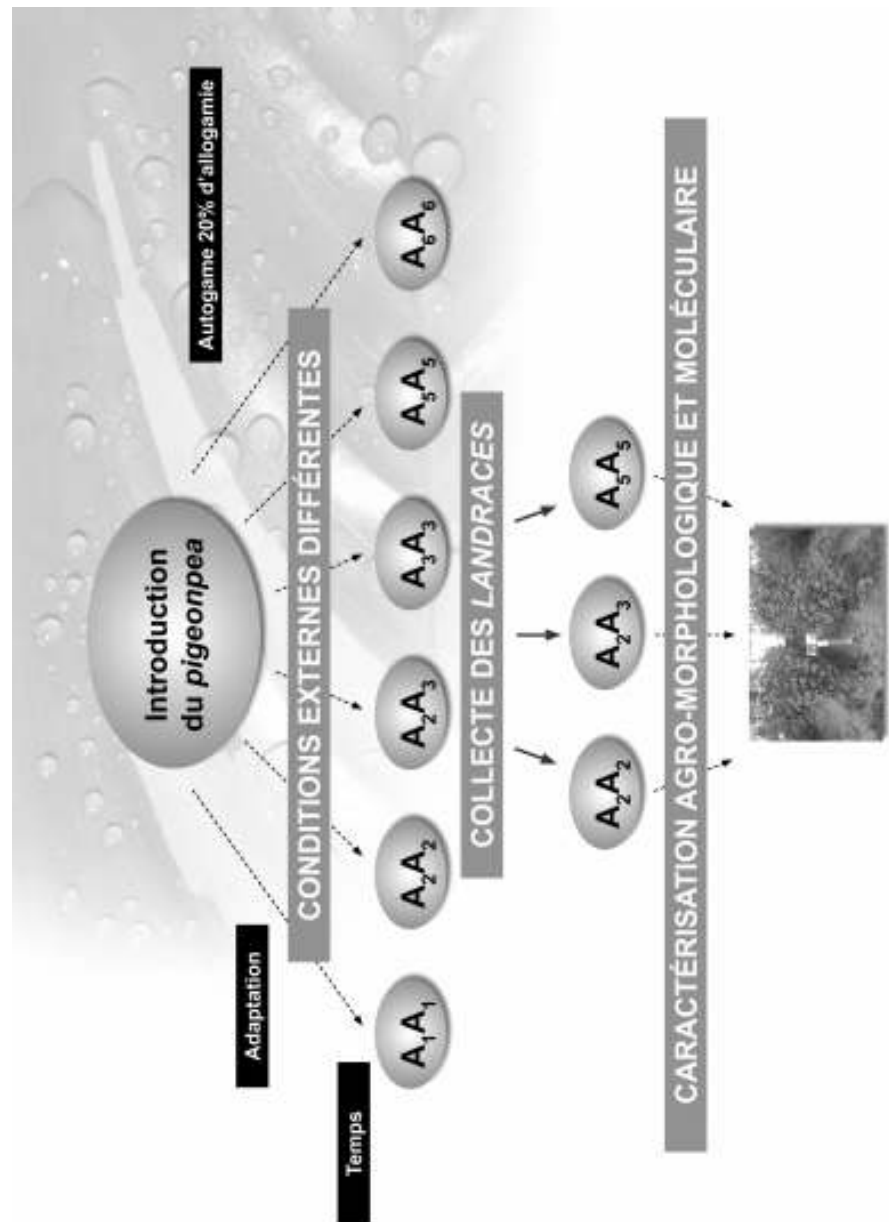 Autogame 20% d'allogamie
Introduction
du pigeonpea
Adaptation
CONDITIONS EXTERNES DIFFÉRENTES
Temps
A₁A₁
A₂A₂
A₂A₃
A₃A₃
A₅A₅
A₆A₆
COLLECTE DES LANDRACES
A₂A₂
A₂A₃
A₅A₅
CARACTÉRISATION AGRO-MORPHOLOGIQUE ET MOLÉCULAIRE